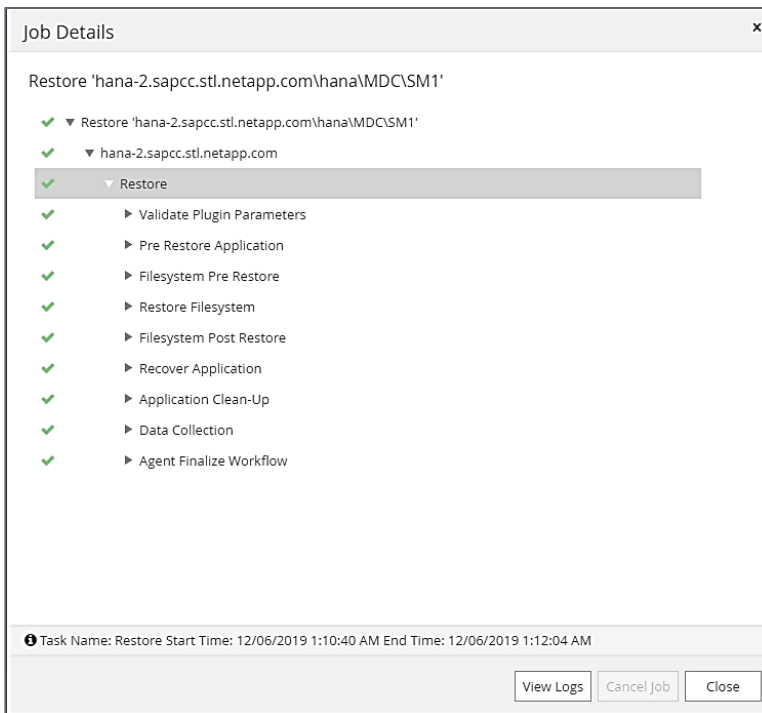 Job Details
x
Restore 'hana-2.sapcc.stl.netapp.com\hana\MDC\SM1'
Restore 'hana-2.sapcc.stl.netapp.com\hana\MDC\SM1'
hana-2.sapcc.stl.netapp.com
Restore
Validate Plugin Parameters
Pre Restore Application
Filesystem Pre Restore
Restore Filesystem
Filesystem Post Restore
Recover Application
Application Clean-Up
Data Collection
Agent Finalize Workflow
Task Name: Restore Start Time: 12/06/2019 1:10:40 AM End Time: 12/06/2019 1:12:04 AM
View Logs Cancel Job Close